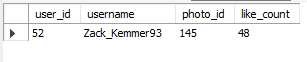 user_id username photo_id like_count
52 Zack_Kemmer93 145 48